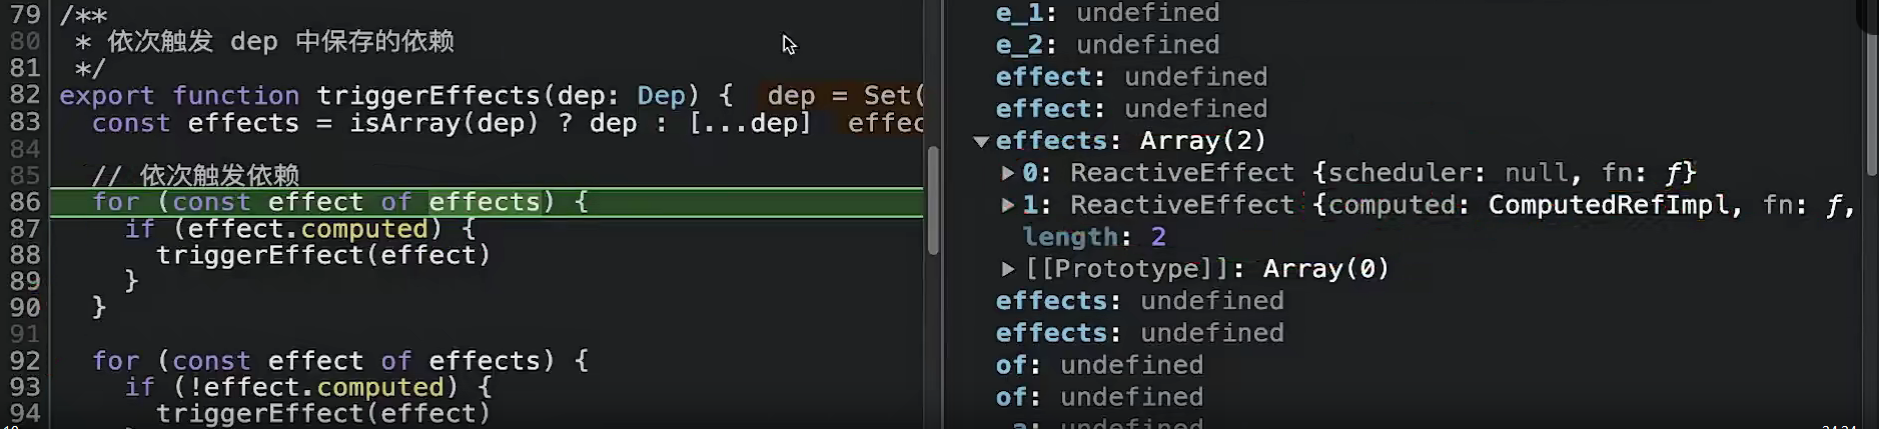 79 /**
80  * 依次触发 dep 中保存的依赖
81  */
82 export function triggerEffects(dep: Dep) {  dep = Set(
83   const effects = isArray(dep) ? dep : [...dep]  effec
84
85   // 依次触发依赖
86   for (const effect of effects) {
87     if (effect.computed) {
88       triggerEffect(effect)
89     }
90   }
91
92   for (const effect of effects) {
93     if (!effect.computed) {
94       triggerEffect(effect)
e_1: undefined
e_2: undefined
effect: undefined
effect: undefined
▼effects: Array(2)
▶0: ReactiveEffect {scheduler: null, fn: ƒ}
▶1: ReactiveEffect {computed: ComputedRefImpl, fn: ƒ,
length: 2
▶[[Prototype]]: Array(0)
effects: undefined
effects: undefined
of: undefined
of: undefined